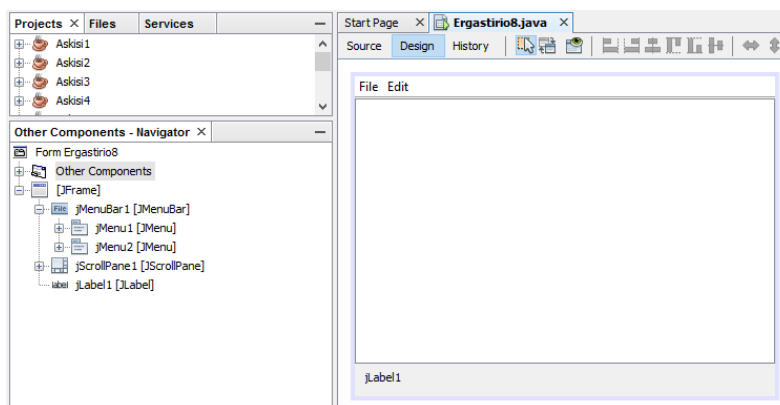 Projects × Files Services
Askisi1
Askisi2
Askisi3
Askisi4
Other Components - Navigator ×
Form Ergastirio8
Other Components
[JFrame]
File jMenuBar1 [JMenuBar]
jMenu1 [JMenu]
jMenu2 [JMenu]
jScrollPane1 [JScrollPane]
label jLabel1 [JLabel]
Start Page × Ergastirio8.java ×
Source Design History
File Edit
jLabel1